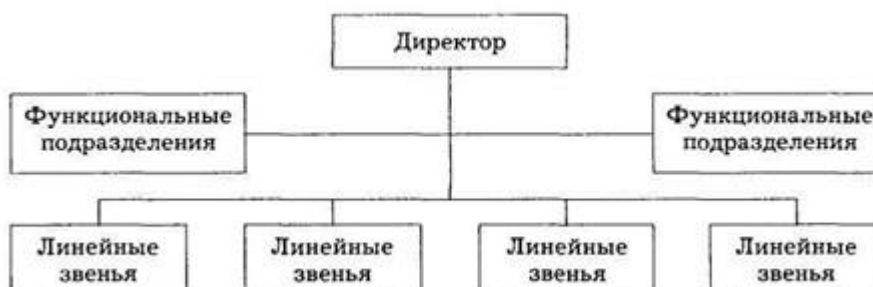 Директор
Функциональные
подразделения
Функциональные
подразделения
Линейные
звенья
Линейные
звенья
Линейные
звенья
Линейные
звенья